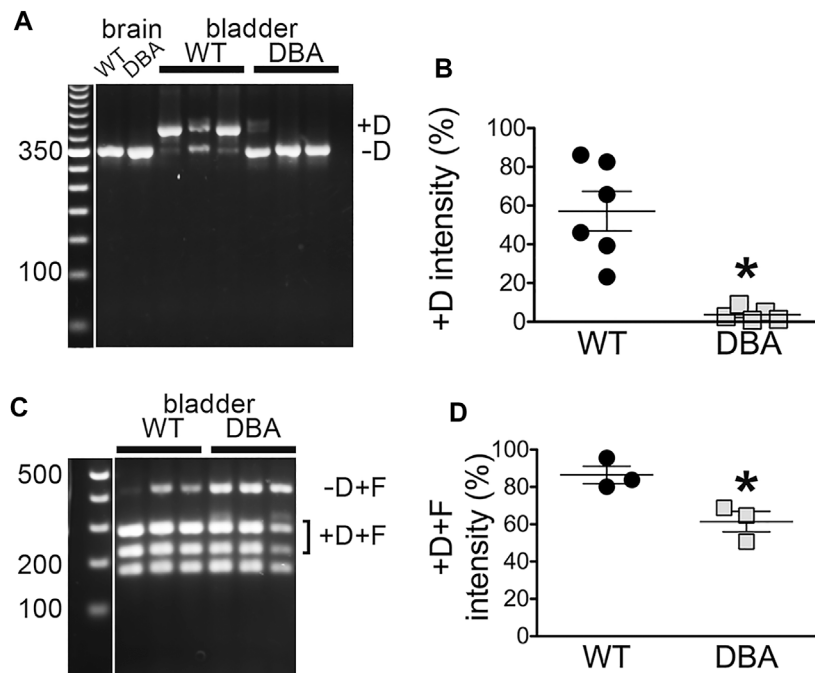 A
brain bladder
WT DBA WT DBA
350
100
+D
-D
B
+D intensity (%)
100
80
60
40
20
0
*
WT DBA
C
bladder
WT DBA
500
200
100
-D+F
+D+F
D
+D+F
intensity (%)
100
80
60
40
20
0
*
WT DBA